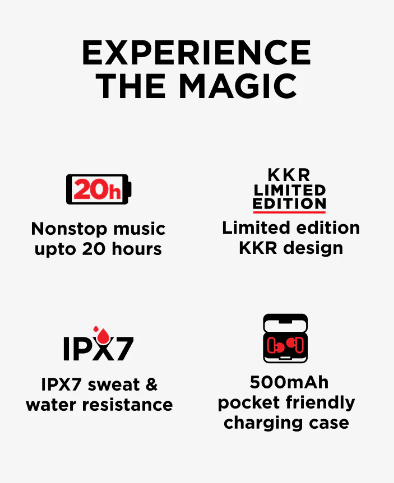 EXPERIENCE
THE MAGIC
20h
Nonstop music
upto 20 hours
KKR
LIMITED
EDITION
Limited edition
KKR design
IPX7
IPX7 sweat &
water resistance
500mAh
pocket friendly
charging case